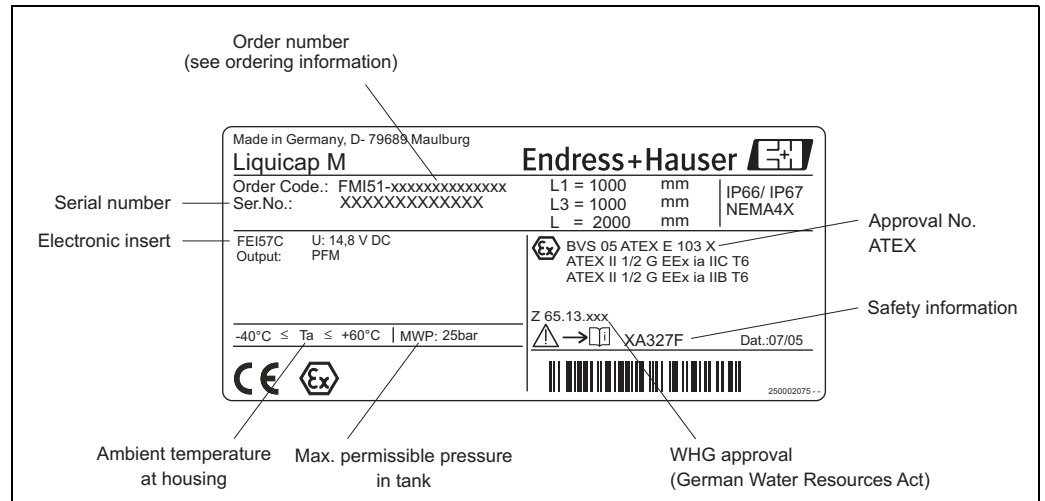 Order number
(see ordering information)
Made in Germany, D- 79689 Maulburg
Liquicap M
Endress+Hauser EH
Order Code.: FMI51-xxxxxxxxxxxxxx
Ser.No.: XXXXXXXXXXXXX
L1 = 1000 mm
L3 = 1000 mm
L = 2000 mm
IP66/ IP67
NEMA4X
Serial number
Electronic insert
FEI57C U: 14,8 V DC
Output: PFM
Ex BVS 05 ATEX E 103 X
ATEX II 1/2 G EEx ia IIC T6
ATEX II 1/2 G EEx ia IIB T6
Approval No.
ATEX
Z 65.13.xxx
Safety information
-40°C ≤ Ta ≤ +60°C | MWP: 25bar
i XA327F Dat.:07/05
CE Ex
250002075 - -
Ambient temperature
at housing
Max. permissible pressure
in tank
WHG approval
(German Water Resources Act)